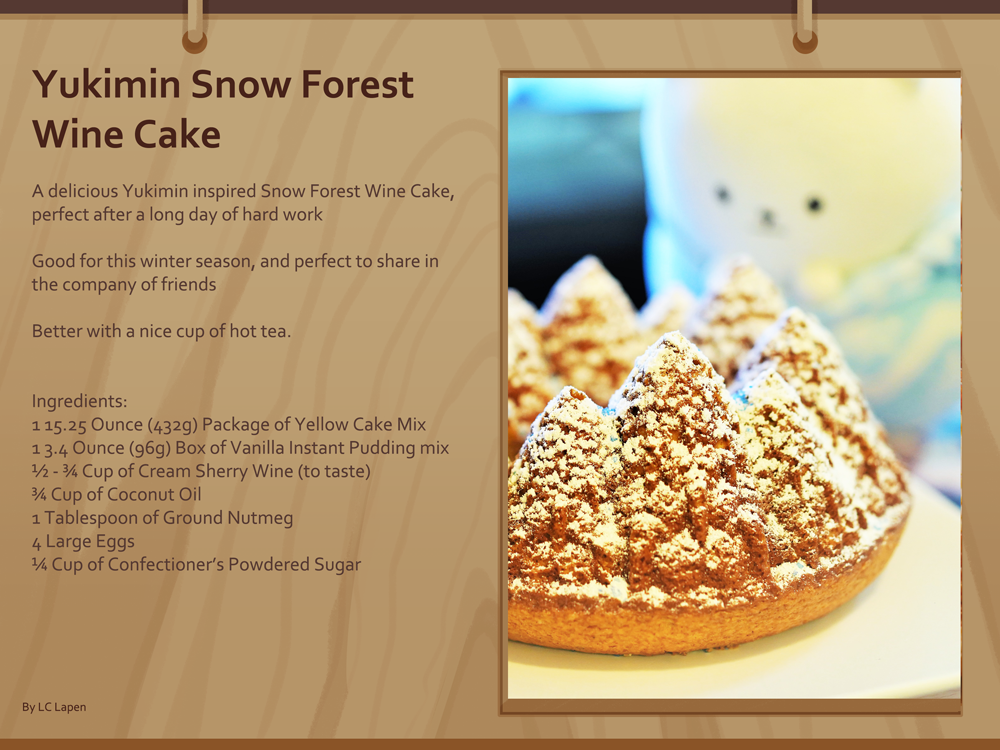 Yukimin Snow Forest
Wine Cake
A delicious Yukimin inspired Snow Forest Wine Cake,
perfect after a long day of hard work
Good for this winter season, and perfect to share in
the company of friends
Better with a nice cup of hot tea.
Ingredients:
1 15.25 Ounce (432g) Package of Yellow Cake Mix
1 3.4 Ounce (96g) Box of Vanilla Instant Pudding mix
½ - ¾ Cup of Cream Sherry Wine (to taste)
¾ Cup of Coconut Oil
1 Tablespoon of Ground Nutmeg
4 Large Eggs
¼ Cup of Confectioner’s Powdered Sugar
By LC Lapen